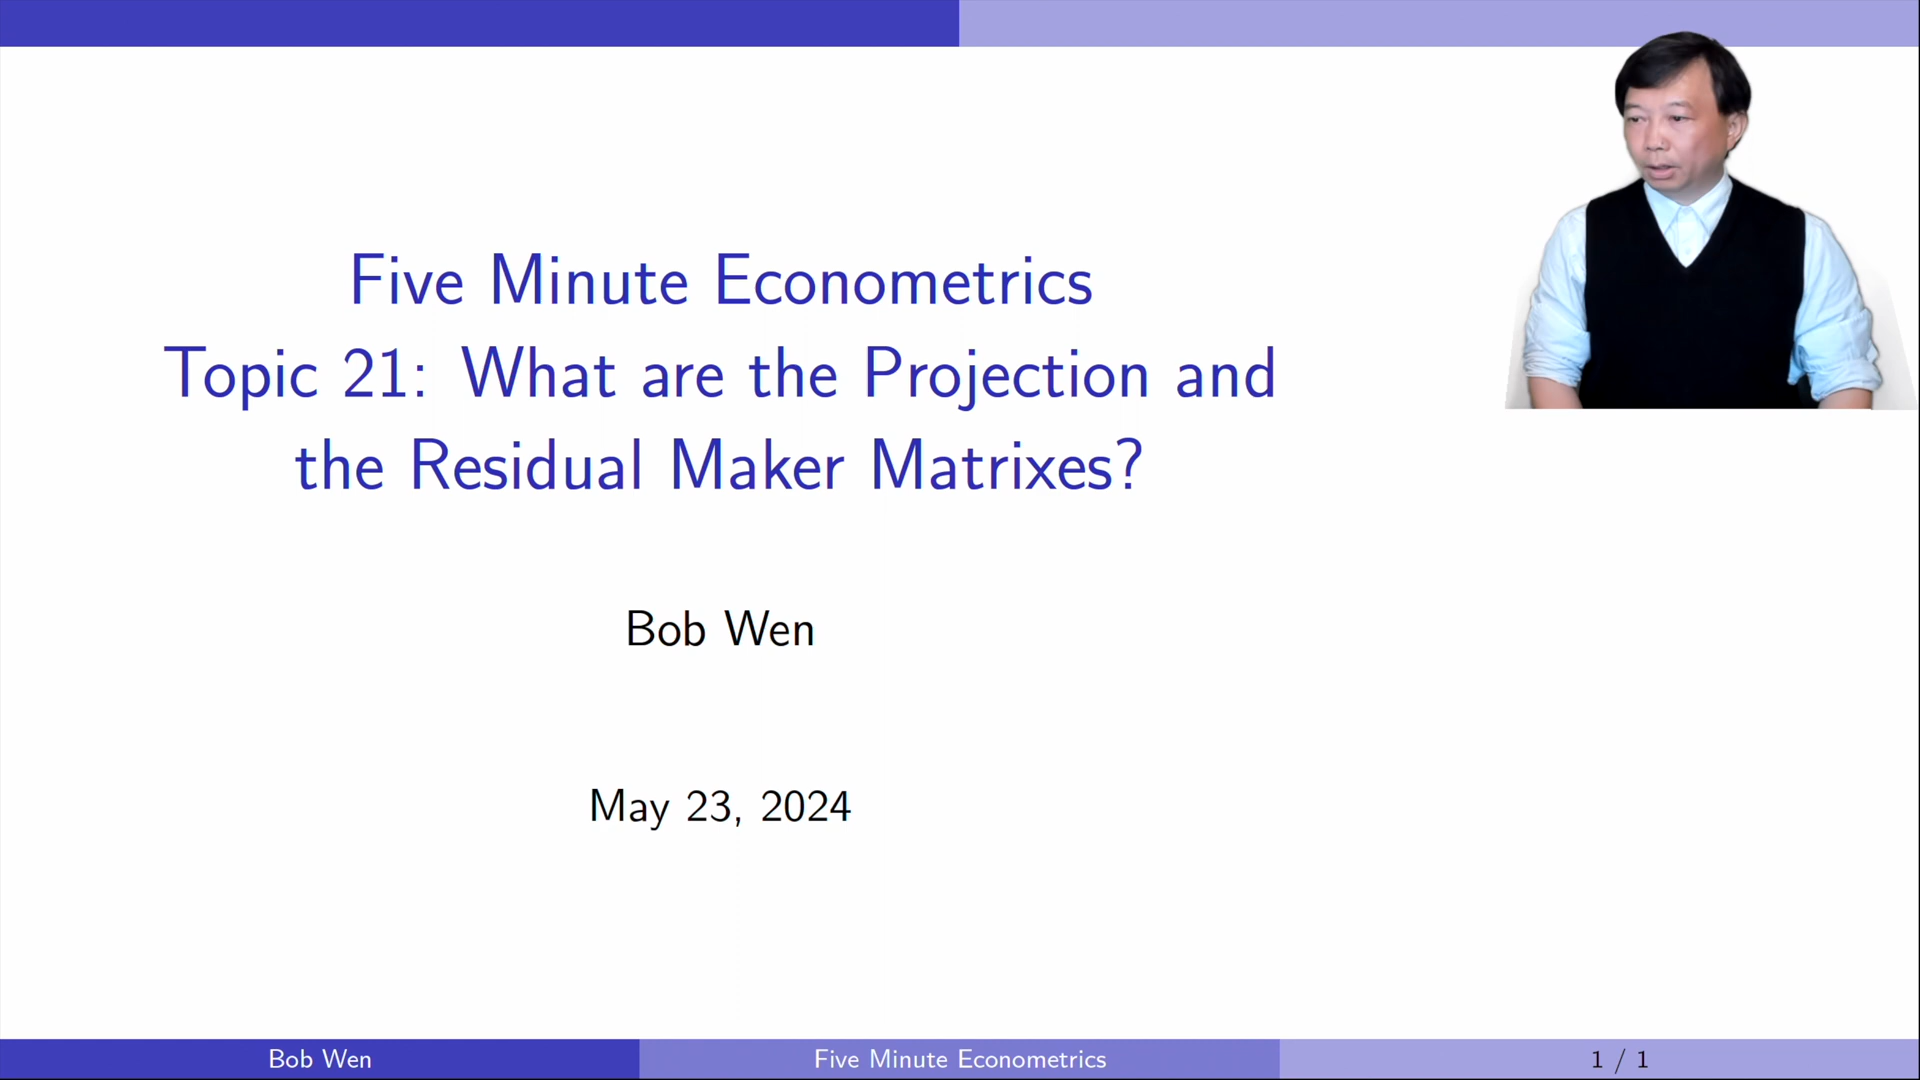 Five Minute Econometrics
Topic 21: What are the Projection and
the Residual Maker Matrixes?
Bob Wen
May 23, 2024
Bob Wen
Five Minute Econometrics
1 / 1